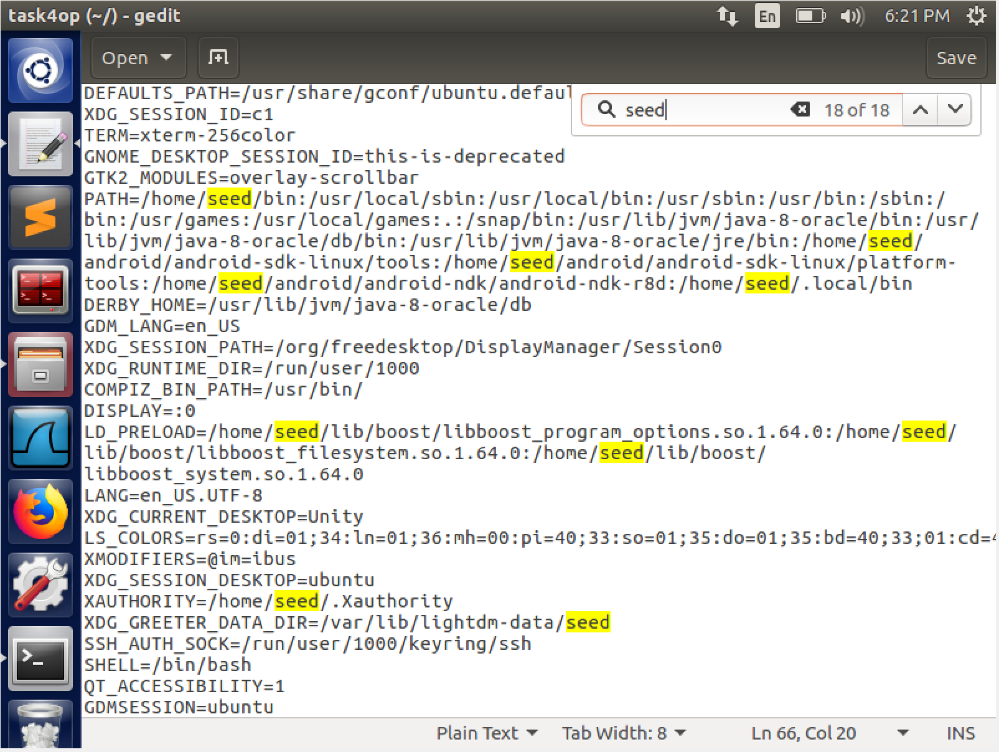 task4op (~/) - gedit
En
6:21 PM
Open
Save
seed
18 of 18
DEFAULTS_PATH=/usr/share/gconf/ubuntu.defaul
XDG_SESSION_ID=c1
TERM=xterm-256color
GNOME_DESKTOP_SESSION_ID=this-is-deprecated
GTK2_MODULES=overlay-scrollbar
PATH=/home/seed/bin:/usr/local/sbin:/usr/local/bin:/usr/sbin:/usr/bin:/sbin:/
bin:/usr/games:/usr/local/games:.:/snap/bin:/usr/lib/jvm/java-8-oracle/bin:/usr/
lib/jvm/java-8-oracle/db/bin:/usr/lib/jvm/java-8-oracle/jre/bin:/home/seed/
android/android-sdk-linux/tools:/home/seed/android/android-sdk-linux/platform-
tools:/home/seed/android/android-ndk/android-ndk-r8d:/home/seed/.local/bin
DERBY_HOME=/usr/lib/jvm/java-8-oracle/db
GDM_LANG=en_US
XDG_SESSION_PATH=/org/freedesktop/DisplayManager/Session0
XDG_RUNTIME_DIR=/run/user/1000
COMPIZ_BIN_PATH=/usr/bin/
DISPLAY=:0
LD_PRELOAD=/home/seed/lib/boost/libboost_program_options.so.1.64.0:/home/seed/
lib/boost/libboost_filesystem.so.1.64.0:/home/seed/lib/boost/
libboost_system.so.1.64.0
LANG=en_US.UTF-8
XDG_CURRENT_DESKTOP=Unity
LS_COLORS=rs=0:di=01;34:ln=01;36:mh=00:pi=40;33:so=01;35:do=01;35:bd=40;33;01:cd=4
XMODIFIERS=@im=ibus
XDG_SESSION_DESKTOP=ubuntu
XAUTHORITY=/home/seed/.Xauthority
XDG_GREETER_DATA_DIR=/var/lib/lightdm-data/seed
SSH_AUTH_SOCK=/run/user/1000/keyring/ssh
SHELL=/bin/bash
QT_ACCESSIBILITY=1
GDMSESSION=ubuntu
Plain Text
Tab Width: 8
Ln 66, Col 20
INS